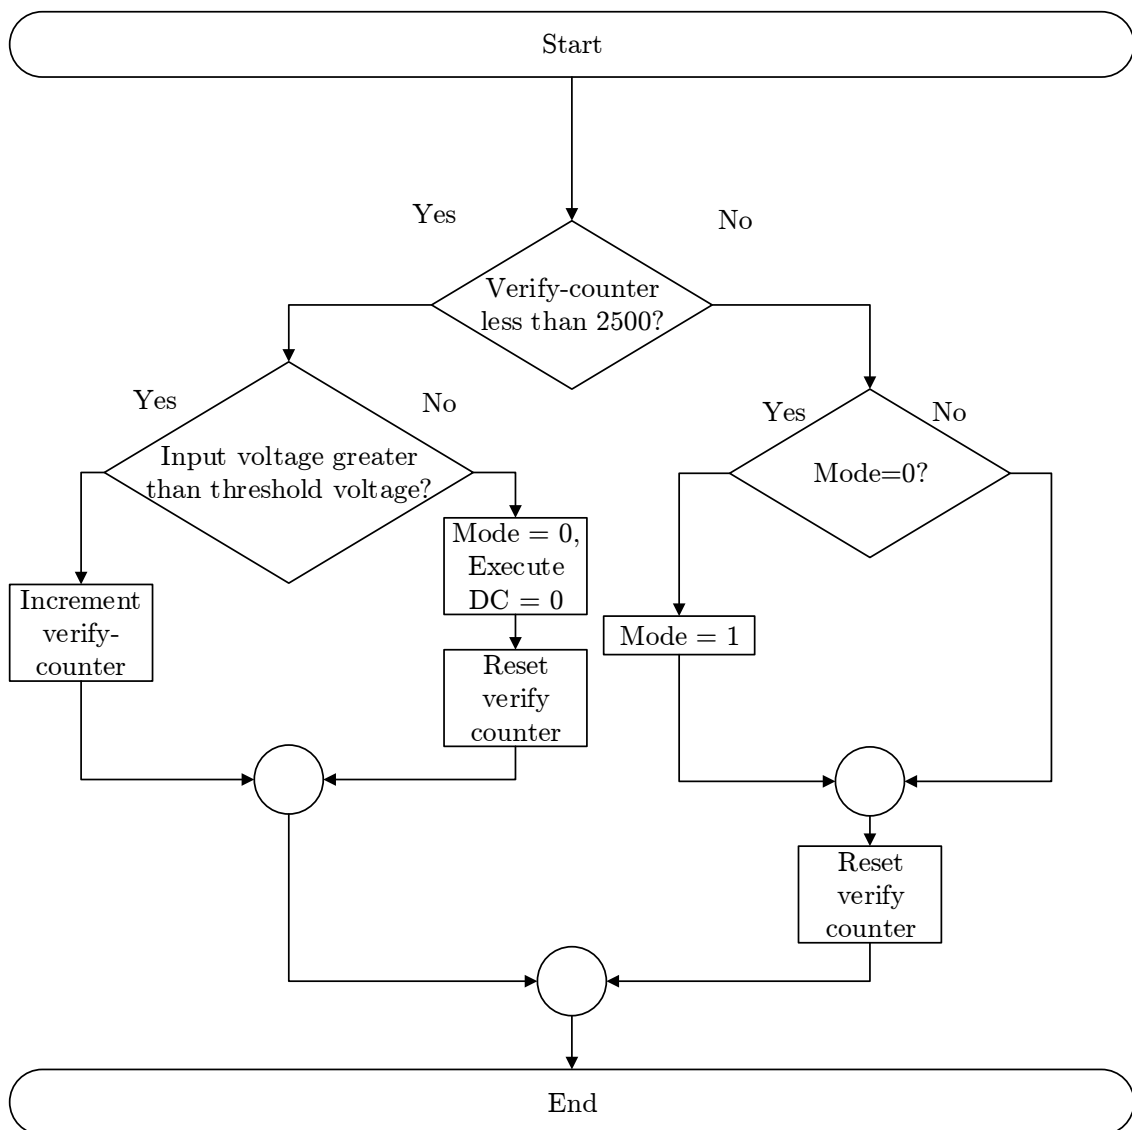 Start
Yes
No
Verify-counter
less than 2500?
Yes
No
Yes
No
Input voltage greater
than threshold voltage?
Mode=0?
Mode = 0,
Execute
DC = 0
Increment
verify-
counter
Mode = 1
Reset
verify
counter
Reset
verify
counter
End